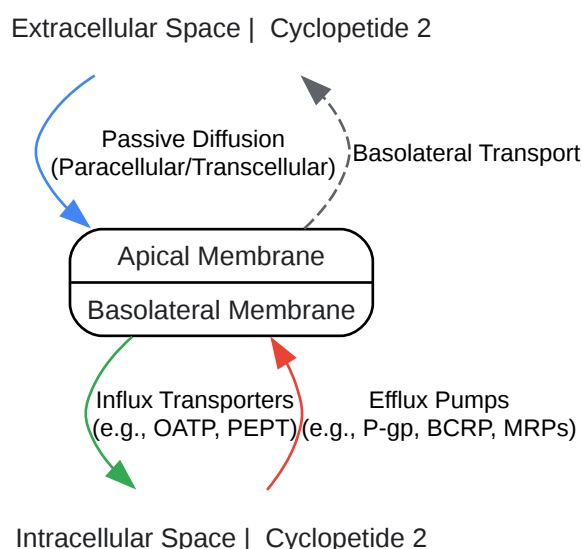 Extracellular Space | Cyclopetide 2
Passive Diffusion
(Paracellular/Transcellular)
Basolateral Transport
Apical Membrane
Basolateral Membrane
Influx Transporters
(e.g., OATP, PEPT)
Efflux Pumps
(e.g., P-gp, BCRP, MRPs)
Intracellular Space | Cyclopetide 2